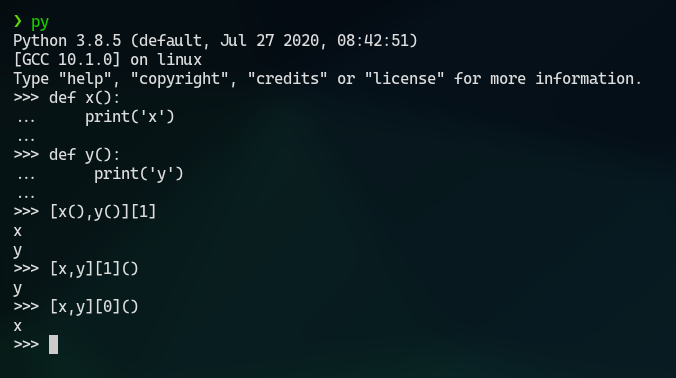 ❯ py
Python 3.8.5 (default, Jul 27 2020, 08:42:51)
[GCC 10.1.0] on linux
Type "help", "copyright", "credits" or "license" for more information.
>>> def x():
...     print('x')
...
>>> def y():
...      print('y')
...
>>> [x(),y()][1]
x
y
>>> [x,y][1]()
y
>>> [x,y][0]()
x
>>>